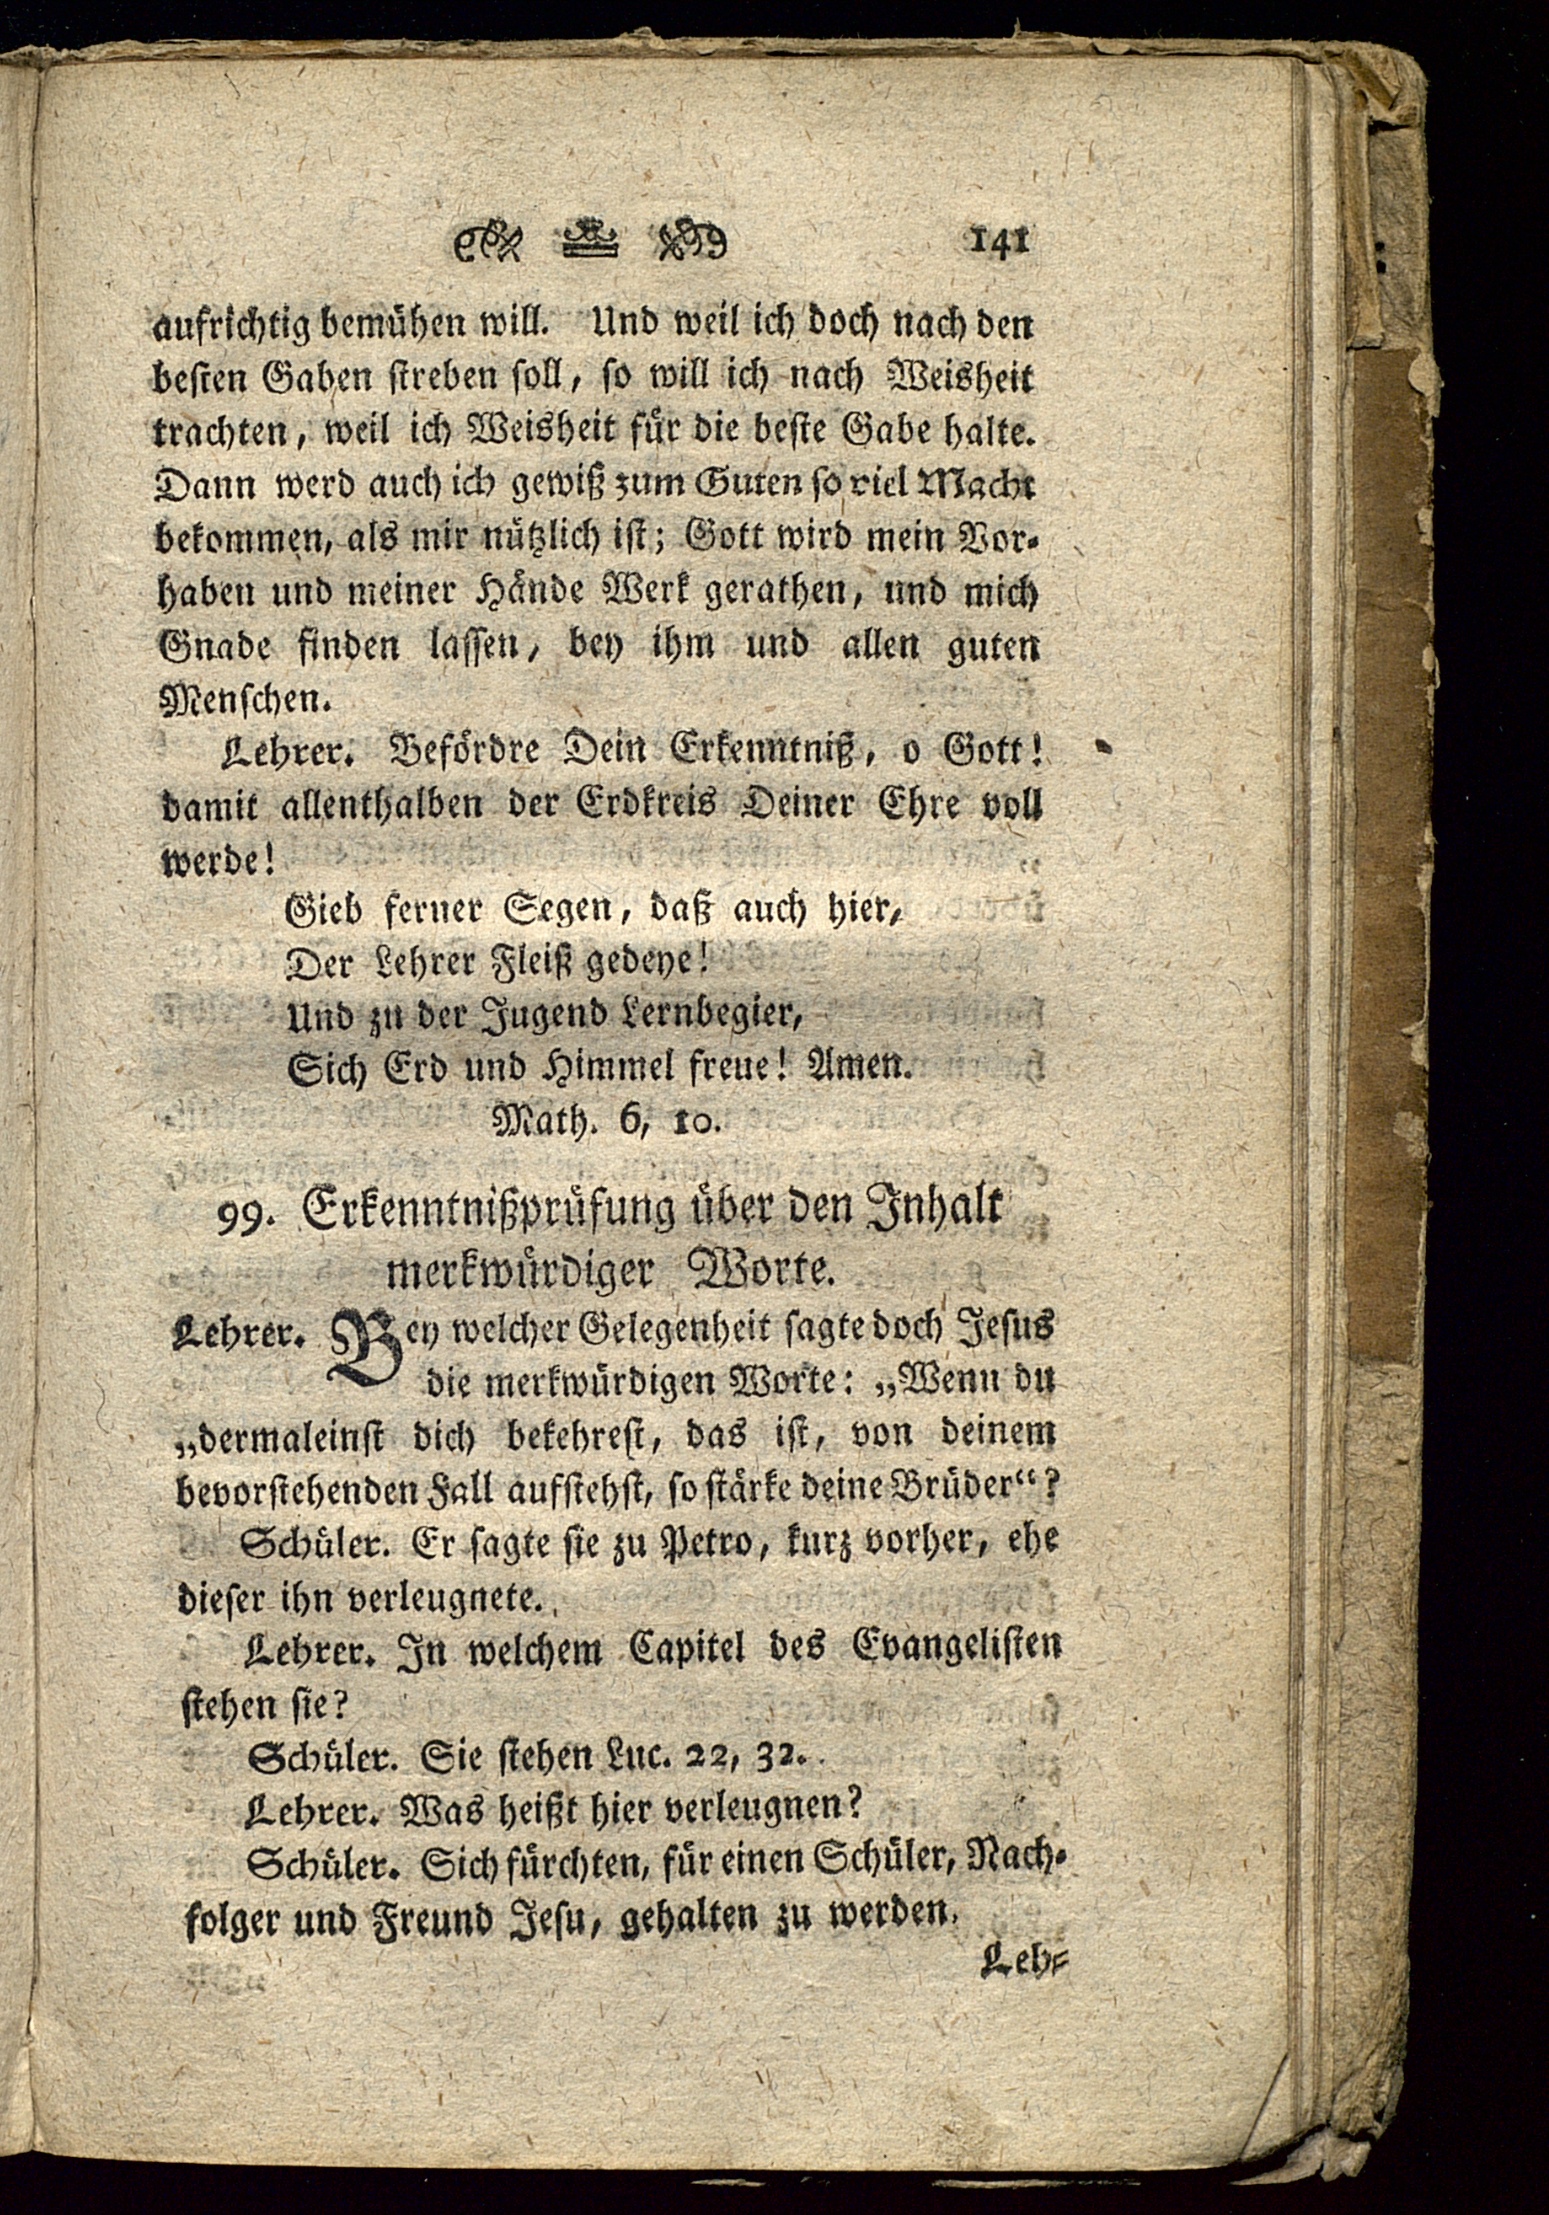 141
aufrichtig bemühen will. Und weil ich doch nach den
besten Gaben streben soll, so will ich nach Weisheit
trachten, weil ich Weisheit für die beste Gabe halte.
Dann werd auch ich gewiß zum Guten so viel Macht
bekommen, als mir nützlich ist; Gott wird mein Vor-
haben und meiner Hände Werk gerathen, und mich
Gnade finden lassen, bey ihm und allen guten
Menschen.
Lehrer. Befördre Dein Erkenntniß, o Gott!
damit allenthalben der Erdkreis Deiner Ehre voll
werde!
Gieb ferner Segen, daß auch hier,
Der Lehrer Fleiß gedeye!
Und zu der Jugend Lernbegier,
Sich Erd und Himmel freue! Amen.
Math. 6, 10.
99. Erkenntnißprüfung über den Inhalt
merkwürdiger Worte.
Lehrer. Bey welcher Gelegenheit sagte doch Jesus
die merkwürdigen Worte: „Wenn du
„dermaleinst dich bekehrest, das ist, von deinem
bevorstehenden Fall aufstehst, so stärke deine Brüder“?
Schüler. Er sagte sie zu Petro, kurz vorher, ehe
dieser ihn verleugnete.
Lehrer. In welchem Capitel des Evangelisten
stehen sie?
Schüler. Sie stehen Luc. 22, 32.
Lehrer. Was heißt hier verleugnen?
Schüler. Sich fürchten, für einen Schüler, Nach-
folger und Freund Jesu, gehalten zu werden.
Leh-